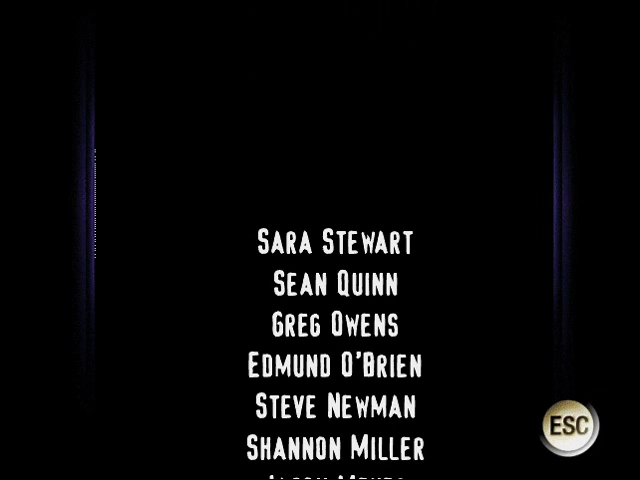 SARA STEWART
SEAN QUINN
GREG OWENS
EDMUND O'BRIEN
STEVE NEWMAN
SHANNON MILLER
ESC